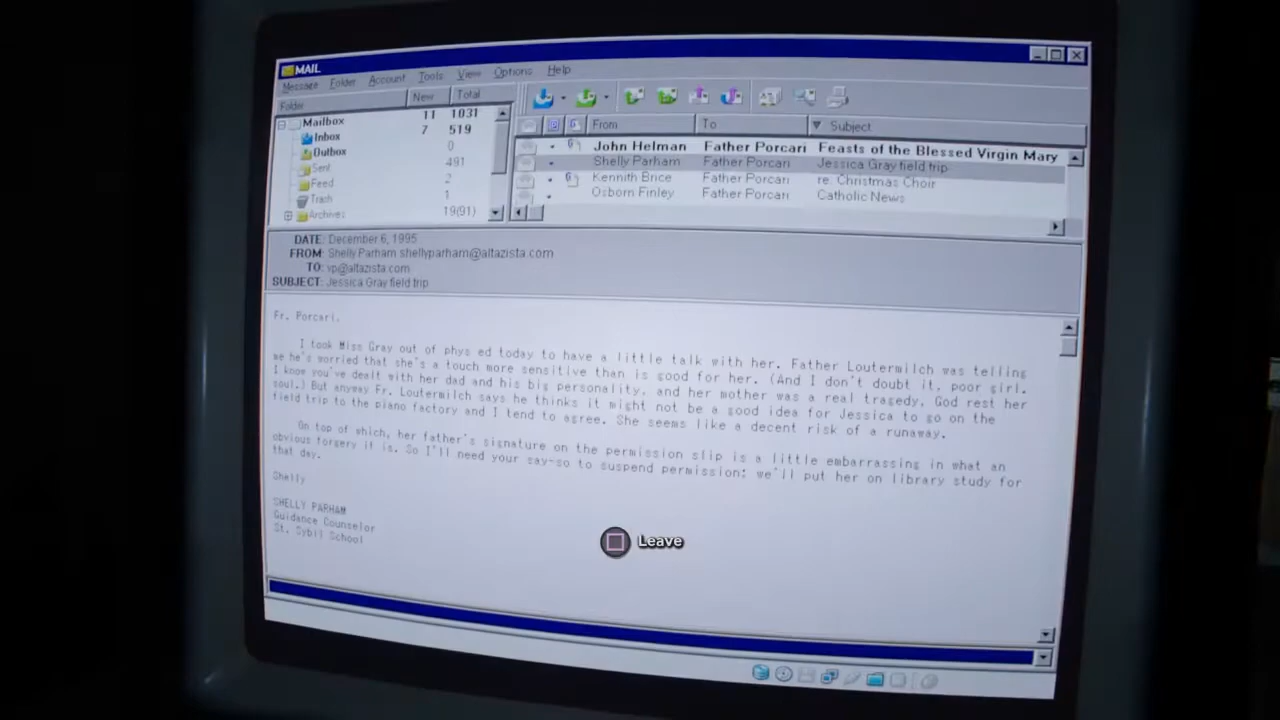 MAIL
Message Folder Account Tools View Options Help
Folder New Total
Mailbox 11 1031
Inbox 7 519
Outbox 0
Sent 491
Feed 2
Trash 1
Archives 19(91)
From To Subject
John Helman Father Porcari Feasts of the Blessed Virgin Mary
Shelly Parham Father Porcari Jessica Gray field trip
Kennith Brice Father Porcari re: Christmas Choir
Osborn Finley Father Porcari Catholic News
DATE: December 6, 1995
FROM: Shelly Parham shellyparham@altazista.com
TO: vp@altazista.com
SUBJECT: Jessica Gray field trip
Fr. Porcari,
I took Miss Gray out of phys ed today to have a little talk with her. Father Loutermilch was telling
me he's worried that she's a touch more sensitive than is good for her. (And I don't doubt it, poor girl.
I know you've dealt with her dad and his big personality, and her mother was a real tragedy, God rest her
soul.) But anyway Fr. Loutermilch says he thinks it might not be a good idea for Jessica to go on the
field trip to the piano factory and I tend to agree. She seems like a decent risk of a runaway.
On top of which, her father's signature on the permission slip is a little embarrassing in what an
obvious forgery it is. So I'll need your say-so to suspend permission; we'll put her on library study for
that day.
Shelly
SHELLY PARHAM
Guidance Counselor
St. Sybil School
Leave